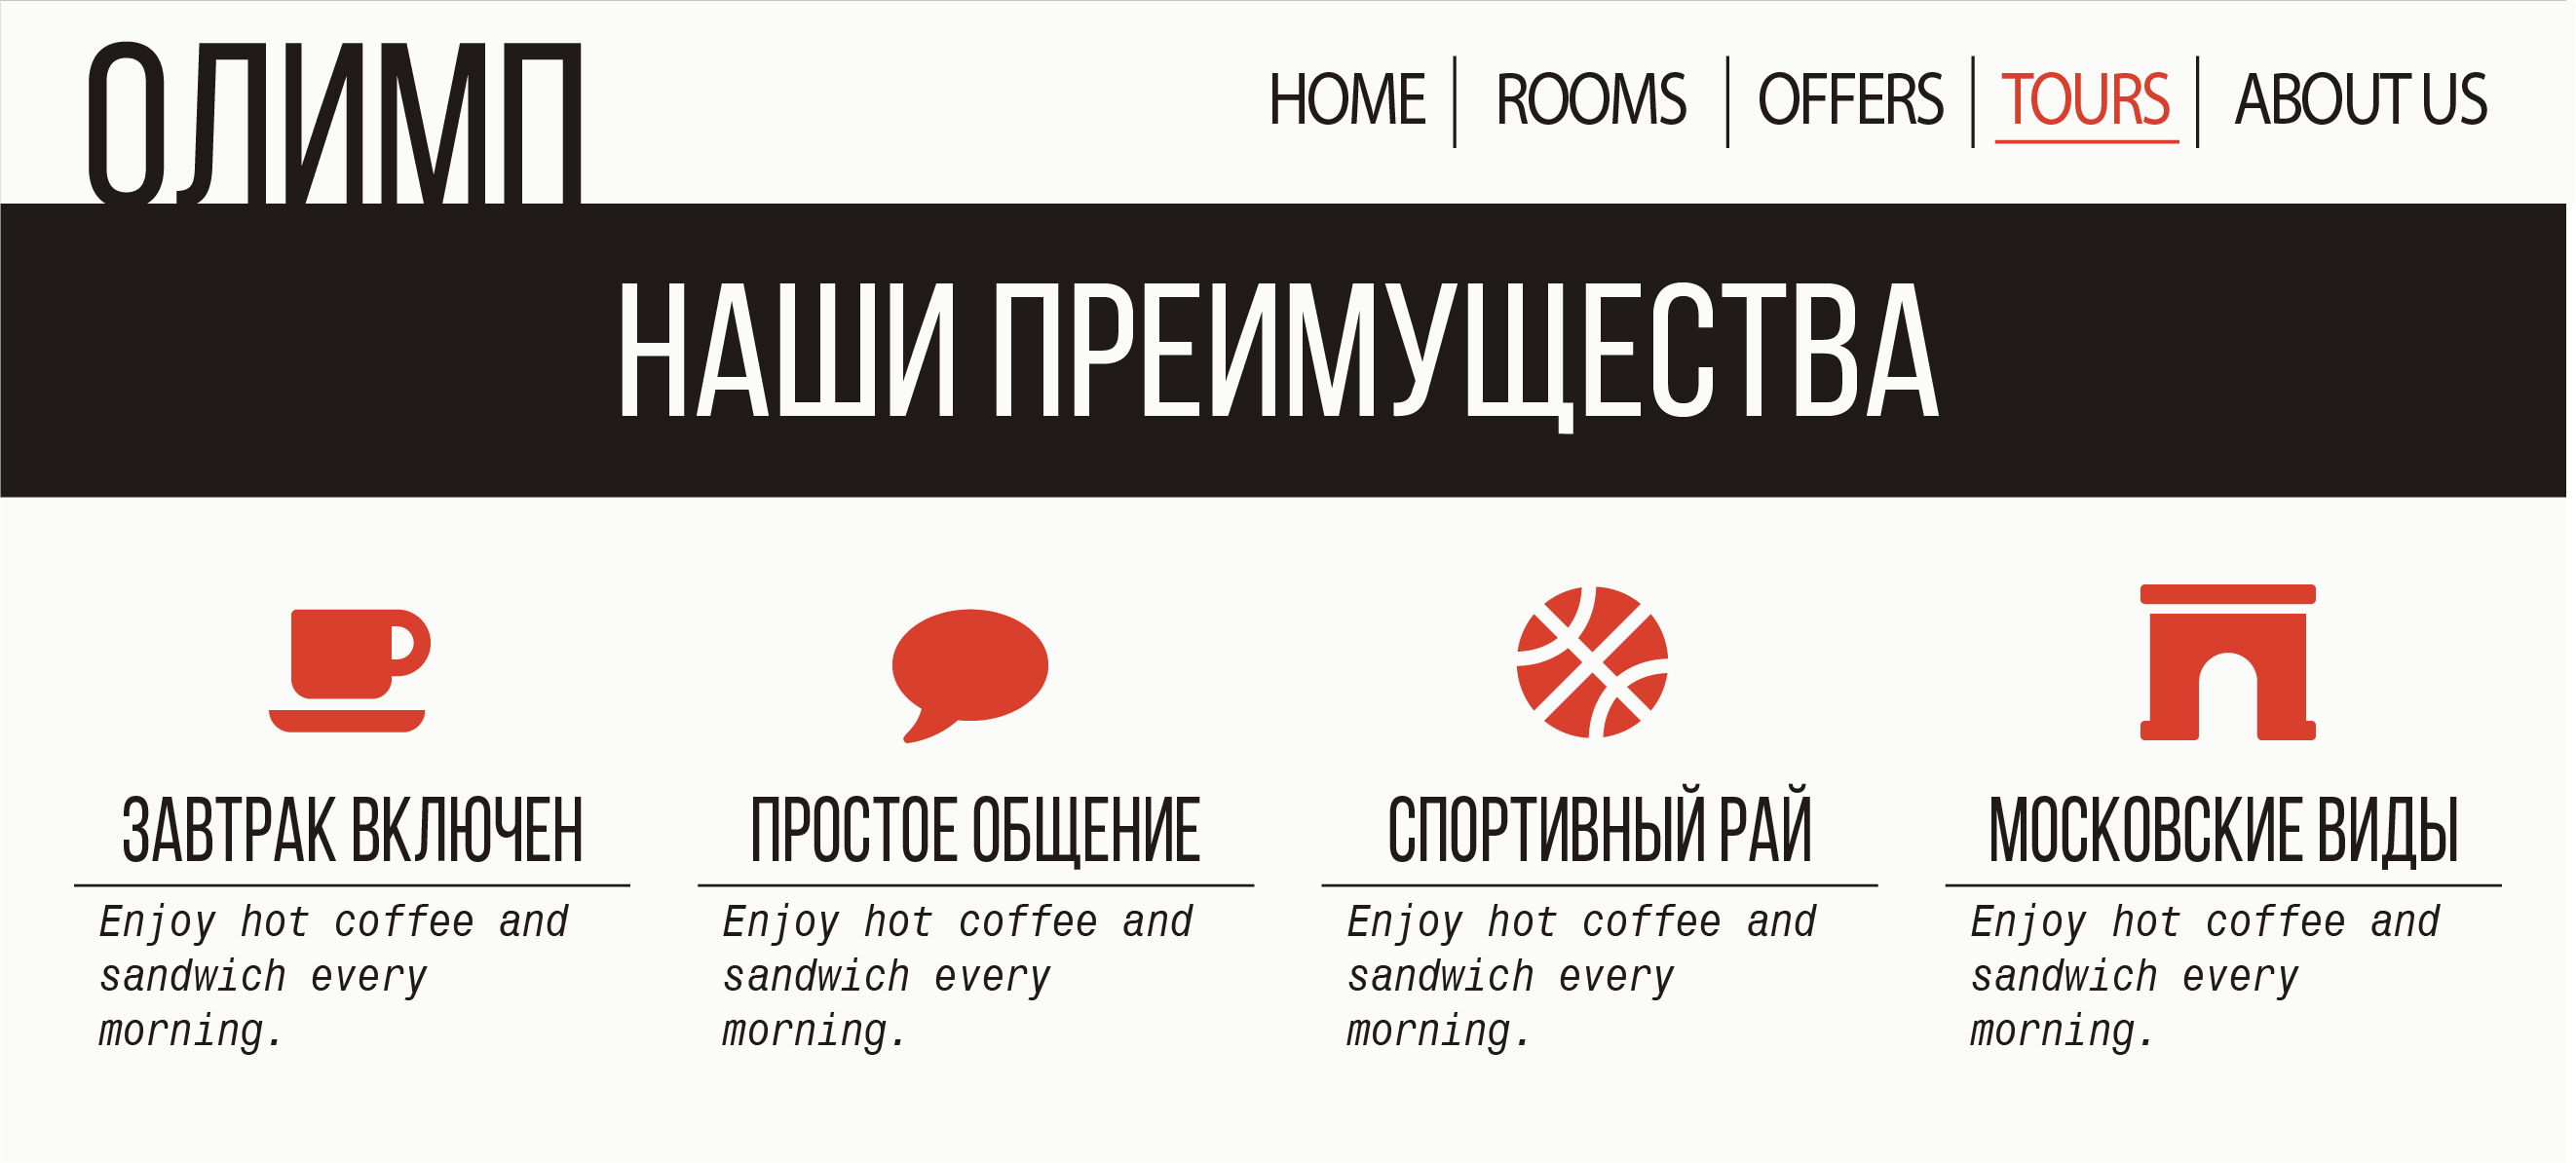 ОЛИМП
HOME ROOMS OFFERS TOURS ABOUT US
НАШИ ПРЕИМУЩЕСТВА
ЗАВТРАК ВКЛЮЧЕН
Enjoy hot coffee and
sandwich every
morning.
ПРОСТОЕ ОБЩЕНИЕ
Enjoy hot coffee and
sandwich every
morning.
СПОРТИВНЫЙ РАЙ
Enjoy hot coffee and
sandwich every
morning.
МОСКОВСКИЕ ВИДЫ
Enjoy hot coffee and
sandwich every
morning.